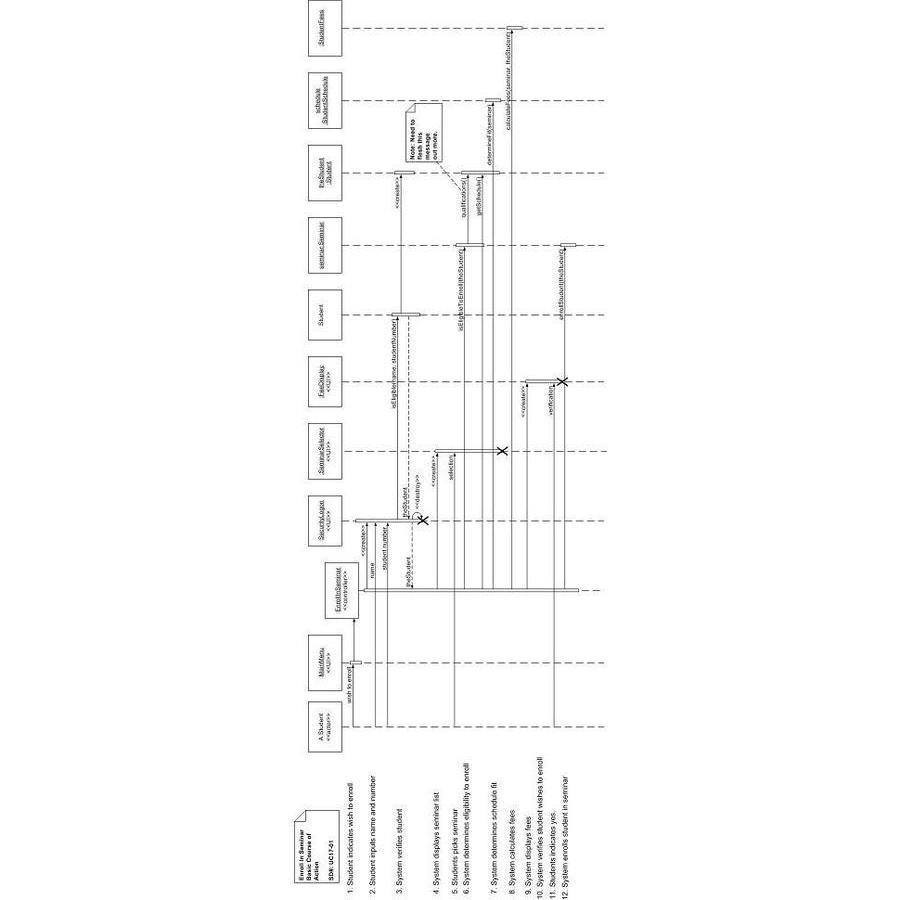 Enroll In Seminar
Basic Course of
Action
SD#: UC17-01
A Student
<<actor>>
MainMenu
<<UI>>
EnrollInSeminar
<<controller>>
SecurityLogon
<<UI>>
:SeminarSelector
<<UI>>
:FeeDisplay
<<UI>>
Student
seminar:Seminar
theStudent
:Student
schedule
:StudentSchedule
:StudentFees
1. Student indicates wish to enroll
wish to enroll
<<create>>
2. Student inputs name and number
name
student number
3. System verifies student
isEligible(name, studentNumber)
<<create>>
theStudent
theStudent
<<destroy>>
Note: Need to
flesh this
message
out more.
4. System displays seminar list
<<create>>
5. Students picks seminar
selection
6. System determines eligibility to enroll
isEligibleToEnroll(theStudent)
qualifications()
getSchedule()
7. System determines schedule fit
determineFit(seminar)
8. System calculates fees
calculateFees(seminar, theStudent)
9. System displays fees
<<create>>
10. System verifies student wishes to enroll
11. Students indicates yes.
verification
12. System enrolls student in seminar
enrollStudent(theStudent)